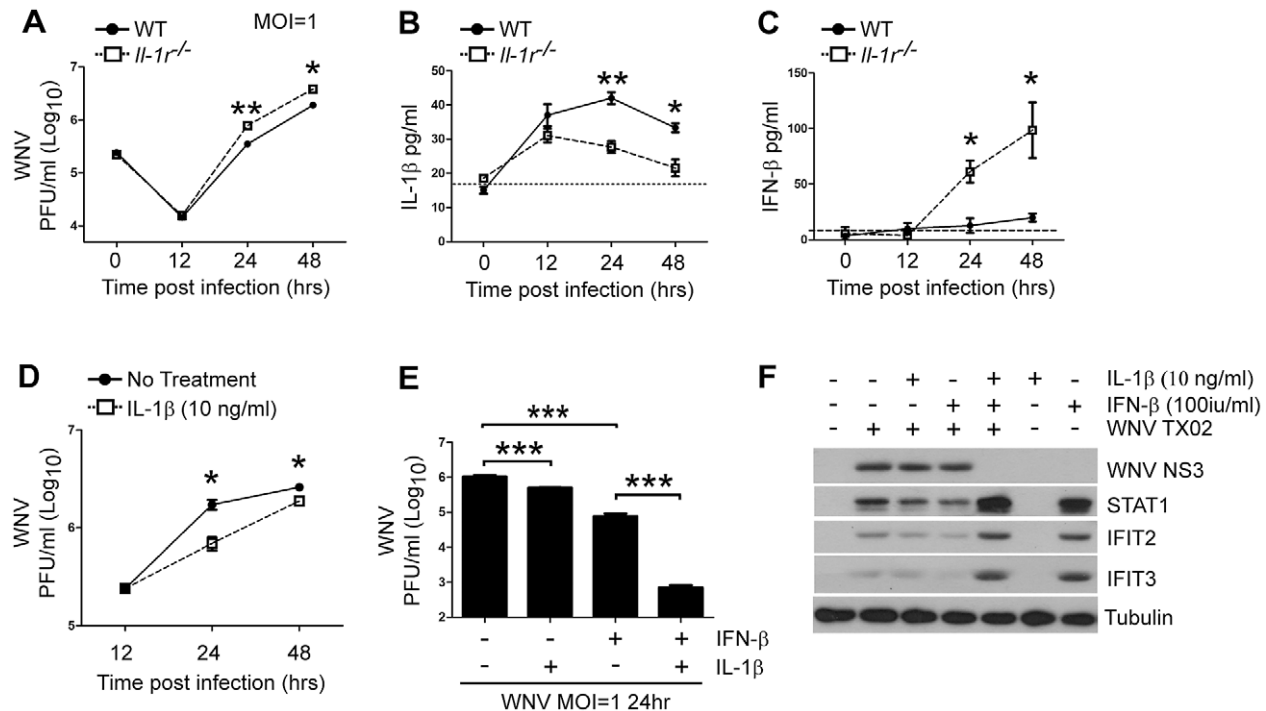 A
WT
Il-1r-/-
MOI=1
WNV
PFU/ml (Log10)
7
6
5
4
**
*
0 12 24 48
Time post infection (hrs)
B
WT
Il-1r-/-
IL-1β pg/ml
50
40
30
20
10
0
**
*
0 12 24 48
Time post infection (hrs)
C
WT
Il-1r-/-
IFN-β pg/ml
150
100
50
0
*
*
0 12 24 48
Time post infection (hrs)
D
No Treatment
IL-1β (10 ng/ml)
WNV
PFU/ml (Log10)
7
6
5
*
*
12 24 48
Time post infection (hrs)
E
WNV
PFU/ml (Log10)
7
6
5
4
3
2
***
***
***
- - + + IFN-β
- + - + IL-1β
WNV MOI=1 24hr
F
- - + - + + - IL-1β (10 ng/ml)
- - - + + - + IFN-β (100iu/ml)
- + + + + - - WNV TX02
WNV NS3
STAT1
IFIT2
IFIT3
Tubulin